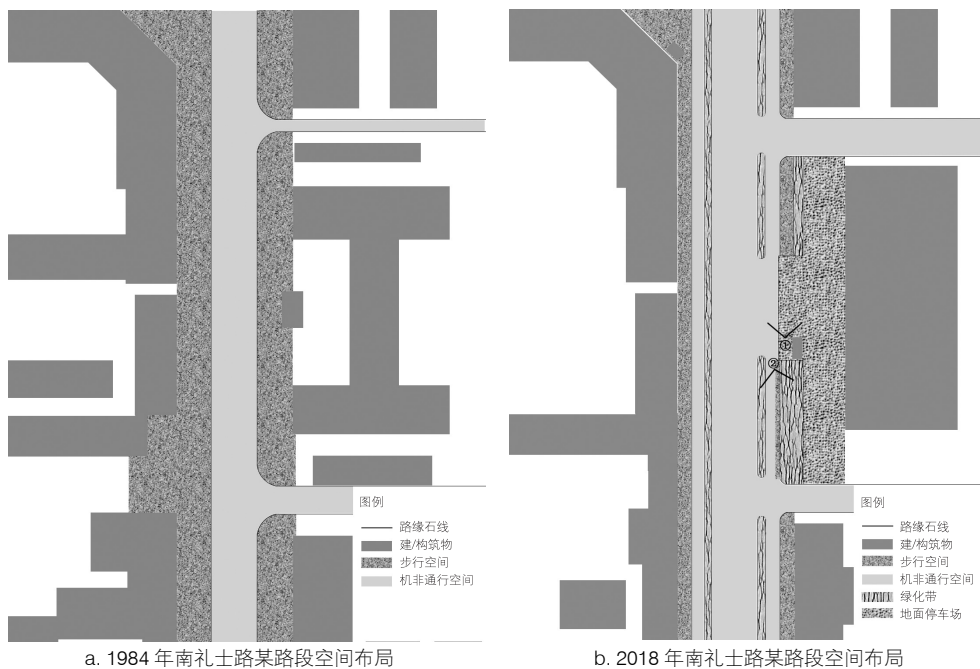 ①
②
图例
路缘石线
建/构筑物
步行空间
机非通行空间
图例
路缘石线
建/构筑物
步行空间
机非通行空间
绿化带
地面停车场
a. 1984 年南礼士路某路段空间布局
b. 2018 年南礼士路某路段空间布局